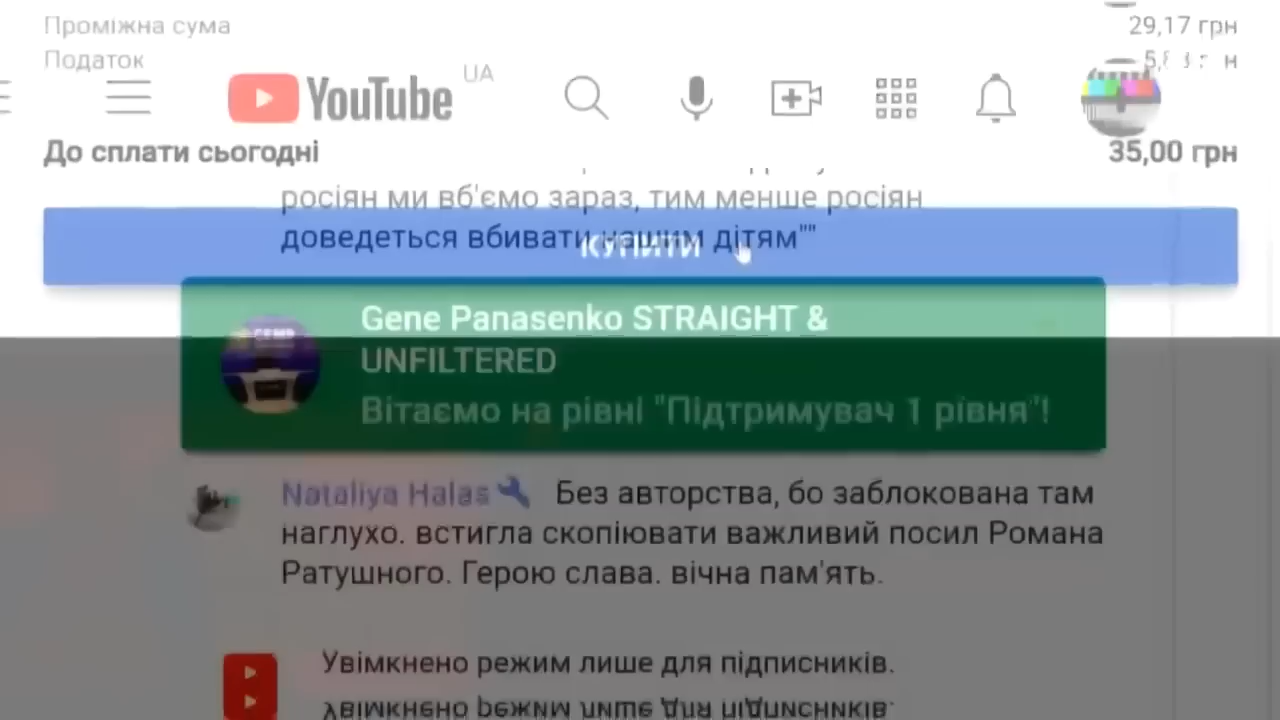 Проміжна сума
29,17 грн
Податок
UA
YouTube
До сплати сьогодні
35,00 грн
росіян ми вб'ємо зараз, тим менше росіян
доведеться вбивати нашим дітям""
КУПИТИ
Gene Panasenko STRAIGHT &
UNFILTERED
Вітаємо на рівні "Підтримувач 1 рівня"!
Nataliya Halas Без авторства, бо заблокована там
наглухо. встигла скопіювати важливий посил Романа
Ратушного. Герою слава. вічна пам'ять.
Увімкнено режим лише для підписників.